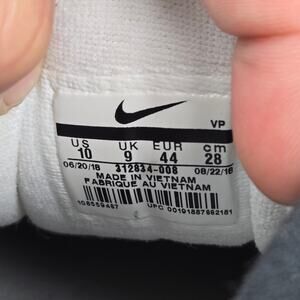 VP
US UK EUR cm
10 9 44 28
06/20/18 312834-008 08/22/18
MADE IN VIETNAM
FABRIQUE AU VIETNAM